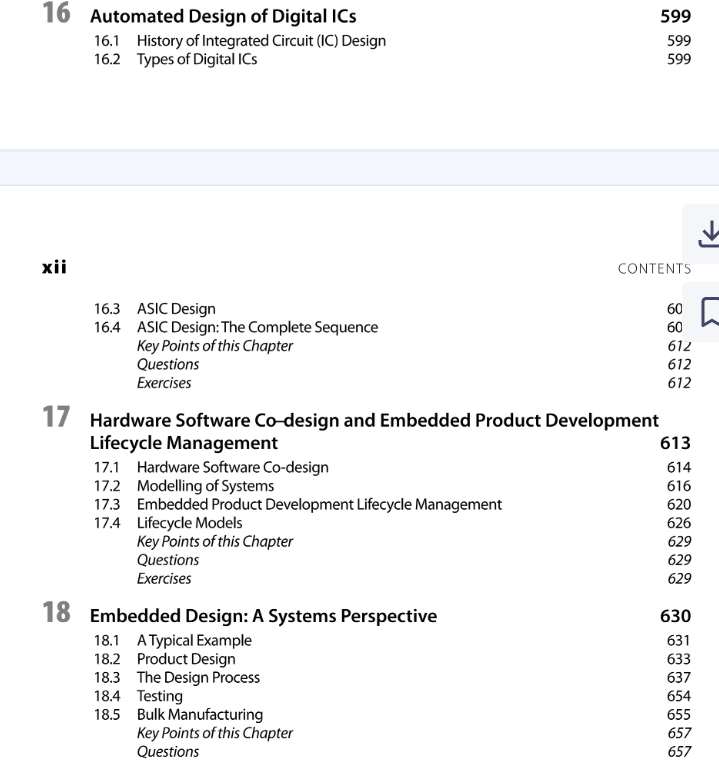 16 Automated Design of Digital ICs 599
16.1 History of Integrated Circuit (IC) Design 599
16.2 Types of Digital ICs 599
xii CONTENTS
16.3 ASIC Design 60
16.4 ASIC Design: The Complete Sequence 60
Key Points of this Chapter 612
Questions 612
Exercises 612
17 Hardware Software Co-design and Embedded Product Development
Lifecycle Management 613
17.1 Hardware Software Co-design 614
17.2 Modelling of Systems 616
17.3 Embedded Product Development Lifecycle Management 620
17.4 Lifecycle Models 626
Key Points of this Chapter 629
Questions 629
Exercises 629
18 Embedded Design: A Systems Perspective 630
18.1 A Typical Example 631
18.2 Product Design 633
18.3 The Design Process 637
18.4 Testing 654
18.5 Bulk Manufacturing 655
Key Points of this Chapter 657
Questions 657